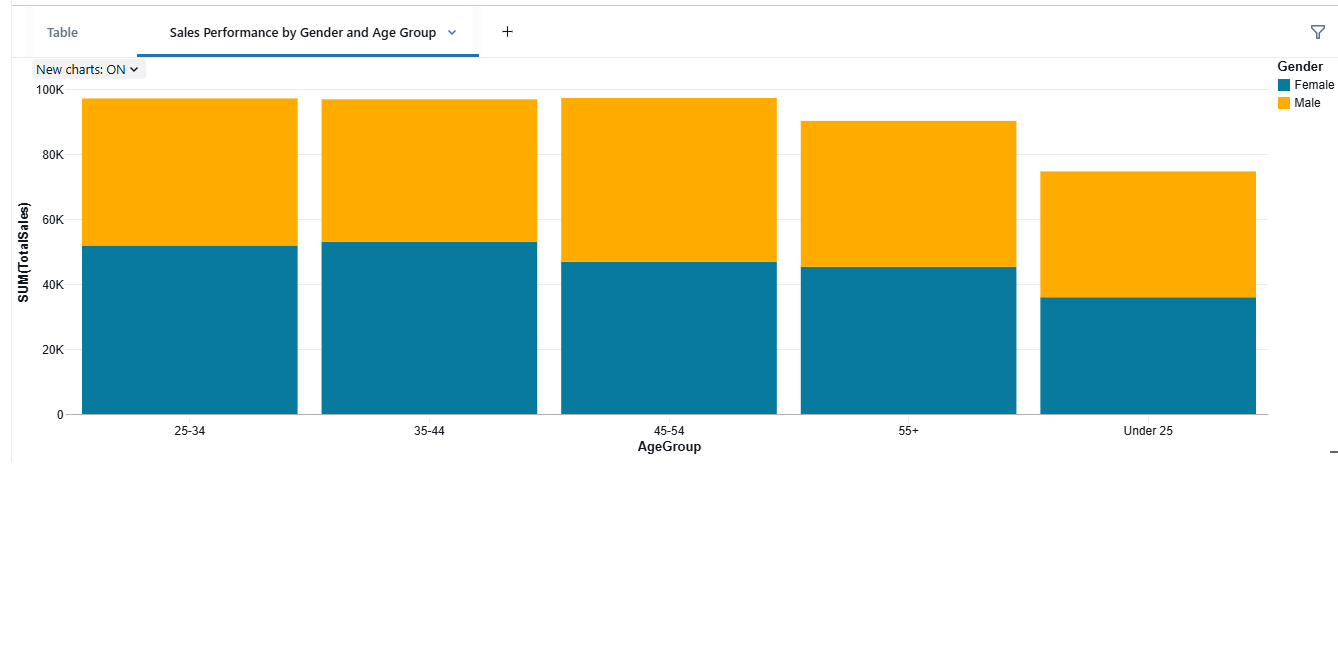 Table
Sales Performance by Gender and Age Group
+
New charts: ON
Gender
Female
Male
100K
80K
60K
40K
20K
0
SUM(TotalSales)
25-34
35-44
45-54
55+
Under 25
AgeGroup